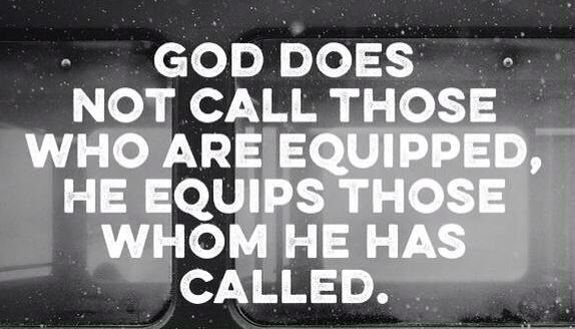 GOD DOES
NOT CALL THOSE
WHO ARE EQUIPPED,
HE EQUIPS THOSE
WHOM HE HAS
CALLED.